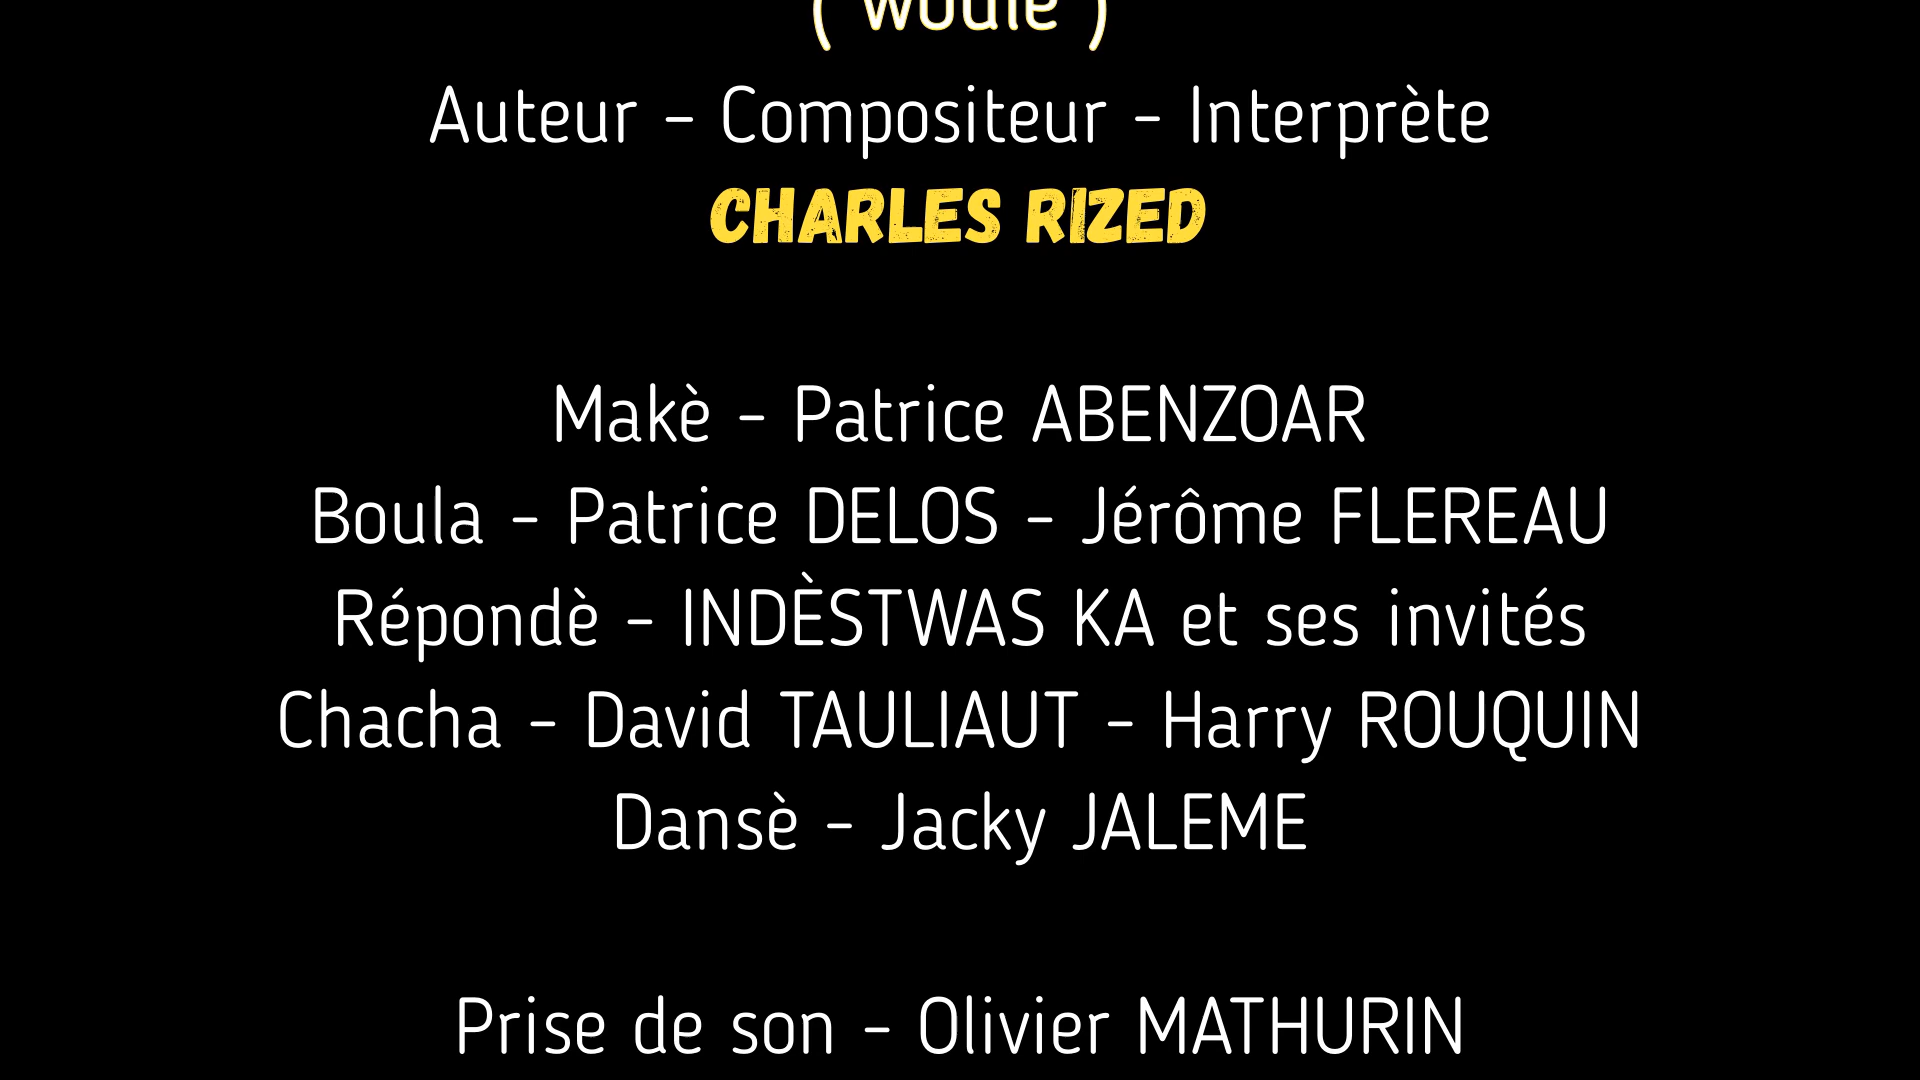 Auteur - Compositeur - Interprète
CHARLES RIZED
Makè - Patrice ABENZOAR
Boula - Patrice DELOS - Jérôme FLEREAU
Répondè - INDÈSTWAS KA et ses invités
Chacha - David TAULIAUT - Harry ROUQUIN
Dansè - Jacky JALEME
Prise de son - Olivier MATHURIN